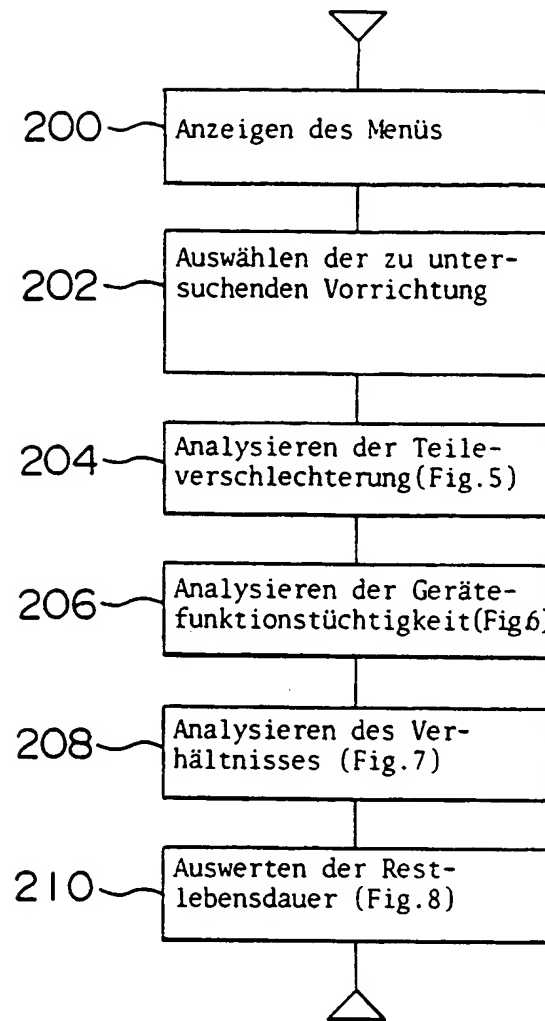 200
Anzeigen des Menüs
202
Auswählen der zu unter-
suchenden Vorrichtung
204
Analysieren der Teile-
verschlechterung(Fig.5)
206
Analysieren der Geräte-
funktionstüchtigkeit(Fig.6)
208
Analysieren des Ver-
hältnisses (Fig.7)
210
Auswerten der Rest-
lebensdauer (Fig.8)